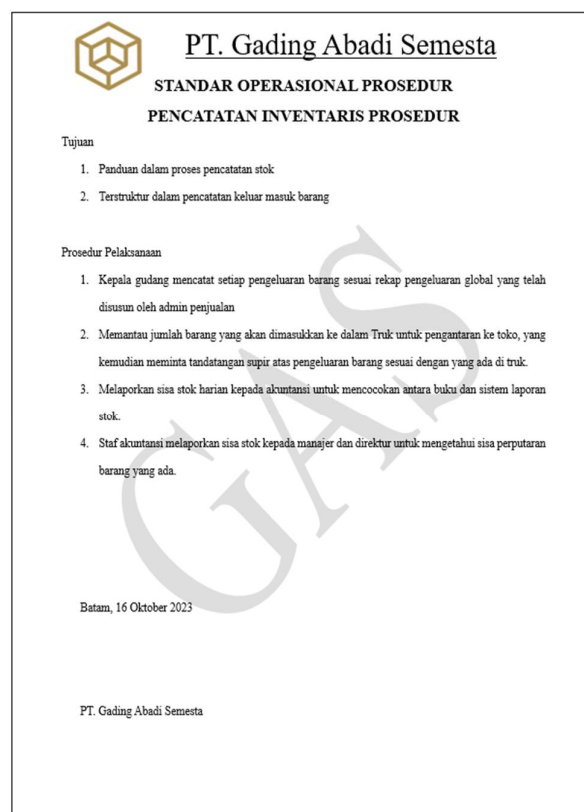 PT. Gading Abadi Semesta
STANDAR OPERASIONAL PROSEDUR
PENCATATAN INVENTARIS PROSEDUR
Tujuan
1. Panduan dalam proses pencatatan stok
2. Terstruktur dalam pencatatan keluar masuk barang
Prosedur Pelaksanaan
1. Kepala gudang mencatat setiap pengeluaran barang sesuai rekap pengeluaran global yang telah
disusun oleh admin penjualan
2. Memantau jumlah barang yang akan dimasukkan ke dalam Truk untuk pengantaran ke toko, yang
kemudian meminta tandatangan supir atas pengeluaran barang sesuai dengan yang ada di truk.
3. Melaporkan sisa stok harian kepada akuntansi untuk mencocokan antara buku dan sistem laporan
stok.
4. Staf akuntansi melaporkan sisa stok kepada manajer dan direktur untuk mengetahui sisa perputaran
barang yang ada.
GAS
Batam, 16 Oktober 2023
PT. Gading Abadi Semesta